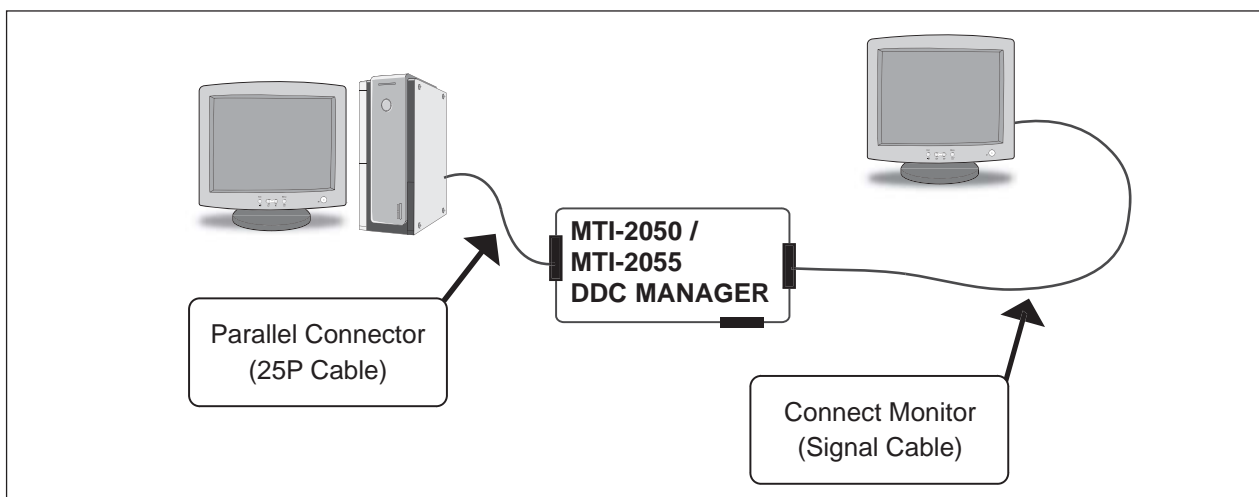 MTI-2050 /
MTI-2055
DDC MANAGER
Parallel Connector
(25P Cable)
Connect Monitor
(Signal Cable)